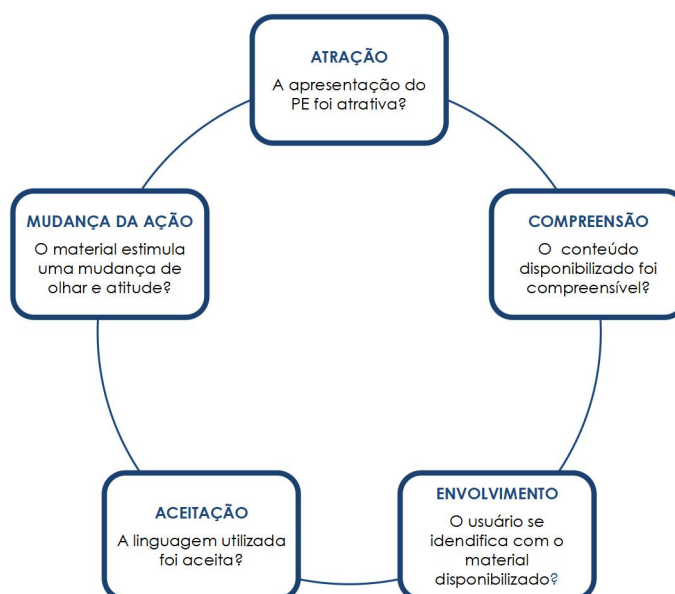 ATRAÇÃO
A apresentação do
PE foi atrativa?
COMPREENSÃO
O conteúdo
disponibilizado foi
compreensível?
ENVOLVIMENTO
O usuário se
idendifica com o
material
disponibilizado?
ACEITAÇÃO
A linguagem utilizada
foi aceita?
MUDANÇA DA AÇÃO
O material estimula
uma mudança de
olhar e atitude?